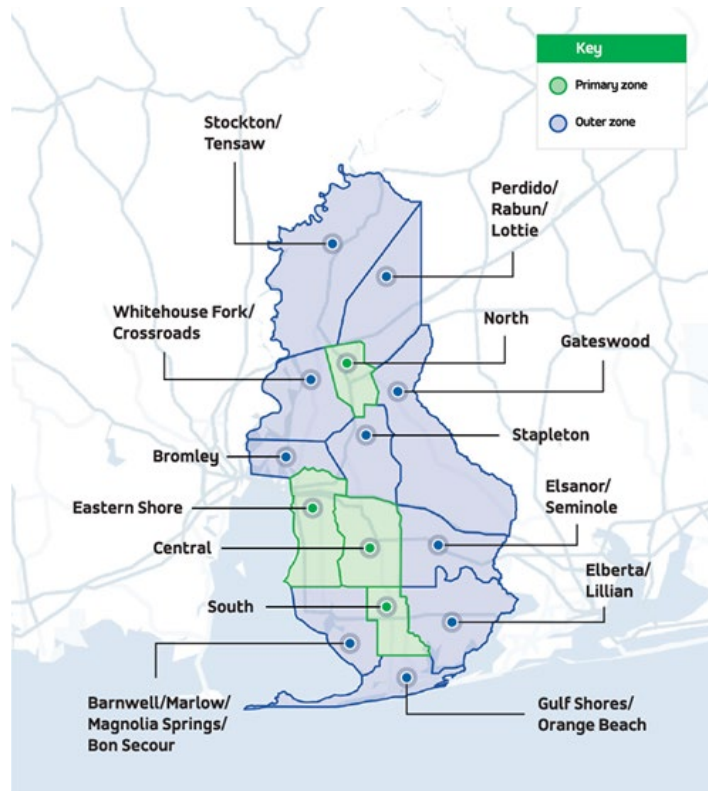 Key
Primary zone
Outer zone
Stockton/
Tensaw
Perdido/
Rabun/
Lottie
Whitehouse Fork/
Crossroads
North
Gateswood
Stapleton
Bromley
Eastern Shore
Elsanor/
Seminole
Central
Elberta/
Lillian
South
Barnwell/Marlow/
Magnolia Springs/
Bon Secour
Gulf Shores/
Orange Beach